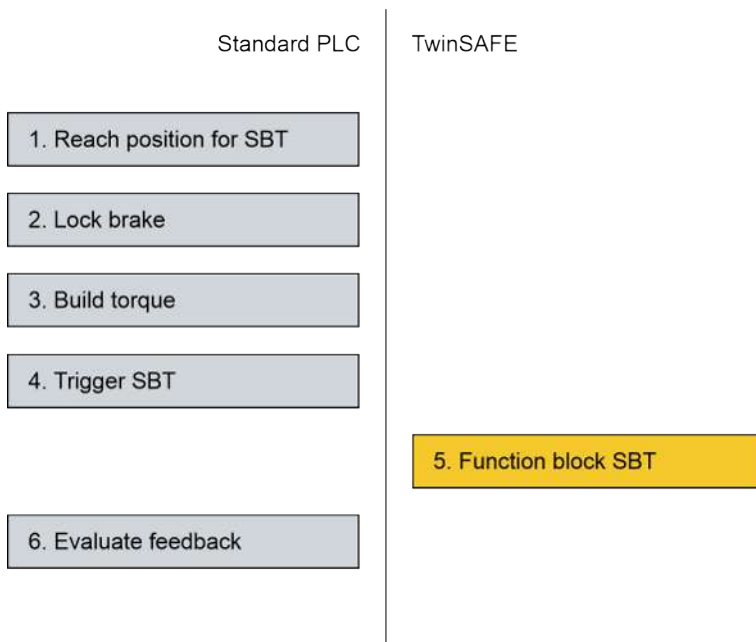 Standard PLC
TwinSAFE
1. Reach position for SBT
2. Lock brake
3. Build torque
4. Trigger SBT
5. Function block SBT
6. Evaluate feedback